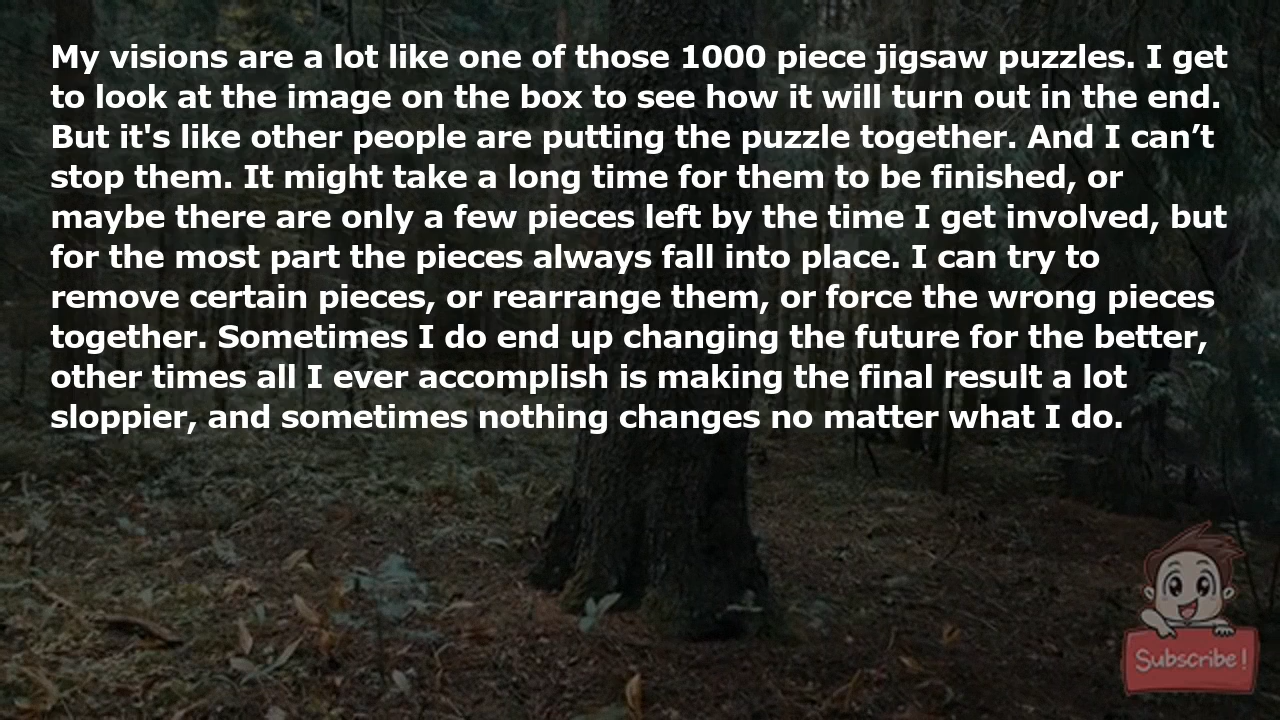 My visions are a lot like one of those 1000 piece jigsaw puzzles. I get
to look at the image on the box to see how it will turn out in the end.
But it's like other people are putting the puzzle together. And I can’t
stop them. It might take a long time for them to be finished, or
maybe there are only a few pieces left by the time I get involved, but
for the most part the pieces always fall into place. I can try to
remove certain pieces, or rearrange them, or force the wrong pieces
together. Sometimes I do end up changing the future for the better,
other times all I ever accomplish is making the final result a lot
sloppier, and sometimes nothing changes no matter what I do.
Subscribe!